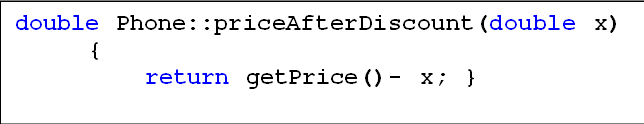 double Phone::priceAfterDiscount(double x)
{
return getPrice()- x; }